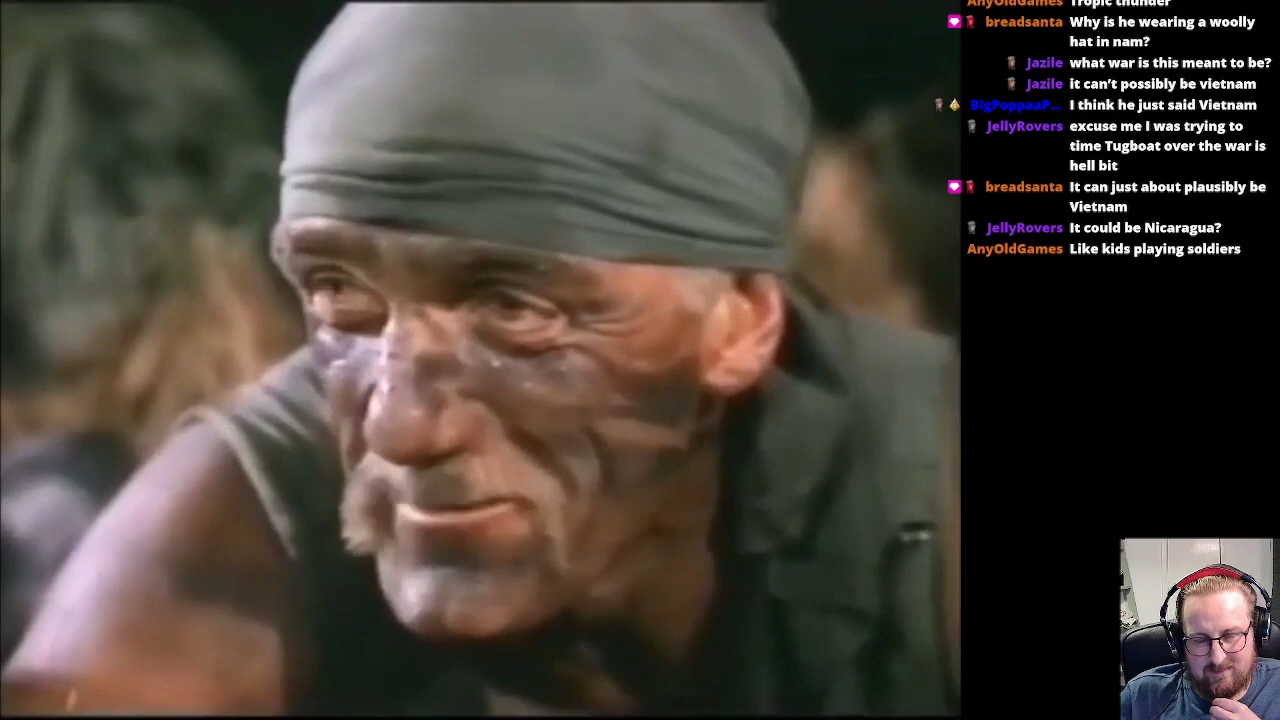 AnyOldGames Tropic thunder
breadsanta Why is he wearing a woolly
hat in nam?
Jazile what war is this meant to be?
Jazile it can't possibly be vietnam
BigPoppaaP... I think he just said Vietnam
JellyRovers excuse me I was trying to
time Tugboat over the war is
hell bit
breadsanta It can just about plausibly be
Vietnam
JellyRovers It could be Nicaragua?
AnyOldGames Like kids playing soldiers